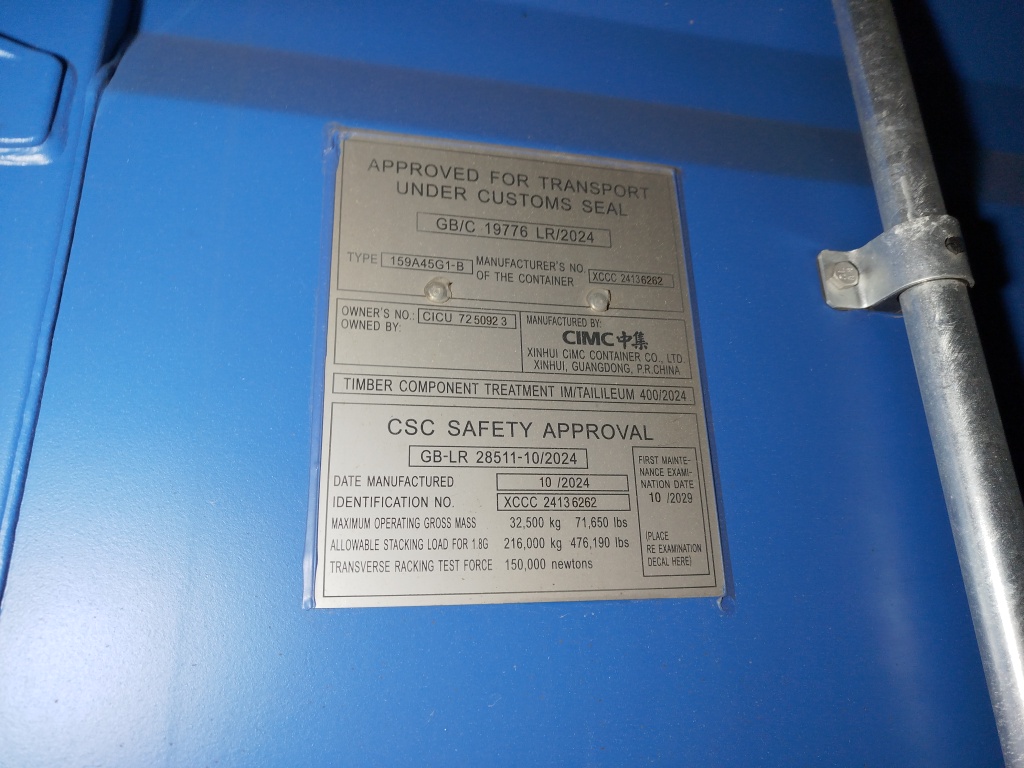 APPROVED FOR TRANSPORT
UNDER CUSTOMS SEAL
GB/C 19776 LR/2024
TYPE 159A45G1-B MANUFACTURER'S NO.
OF THE CONTAINER XCCC 24136262
OWNER'S NO.: CICU 725092 3
OWNED BY:
MANUFACTURED BY:
CIMC中集
XINHUI CIMC CONTAINER CO., LTD.
XINHUI, GUANGDONG, P.R.CHINA
TIMBER COMPONENT TREATMENT IM/TAILILEUM 400/2024
CSC SAFETY APPROVAL
GB-LR 28511-10/2024
DATE MANUFACTURED 10 /2024
IDENTIFICATION NO. XCCC 24136262
MAXIMUM OPERATING GROSS MASS 32,500 kg 71,650 lbs
ALLOWABLE STACKING LOAD FOR 1.8G 216,000 kg 476,190 lbs
TRANSVERSE RACKING TEST FORCE 150,000 newtons
FIRST MAINTE-
NANCE EXAMI-
NATION DATE
10 /2029
(PLACE
RE EXAMINATION
DECAL HERE)